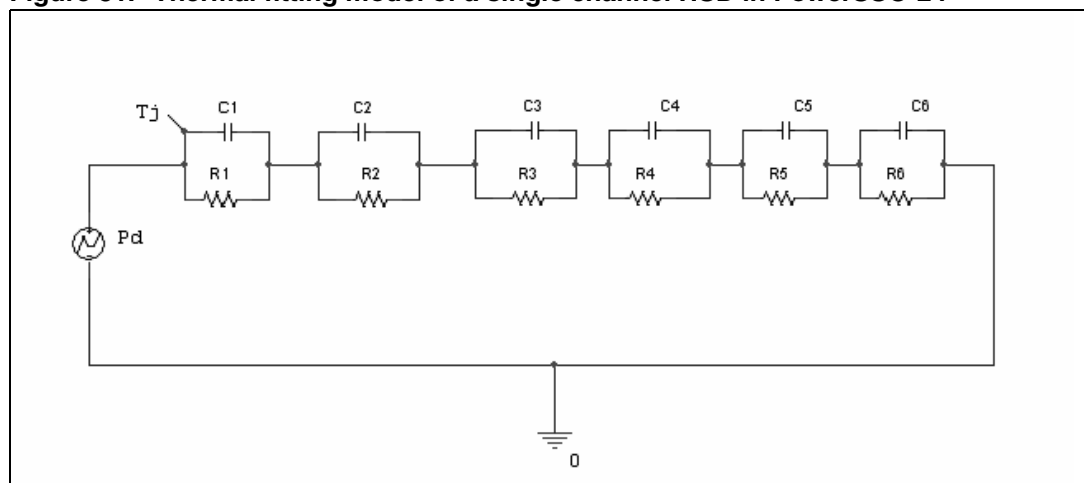 Figure Thermal fitting model of a single channel HSD in PowerSSO-24
Tj
C1 C2 C3 C4 C5 C6
R1 R2 R3 R4 R5 R6
Pd
0